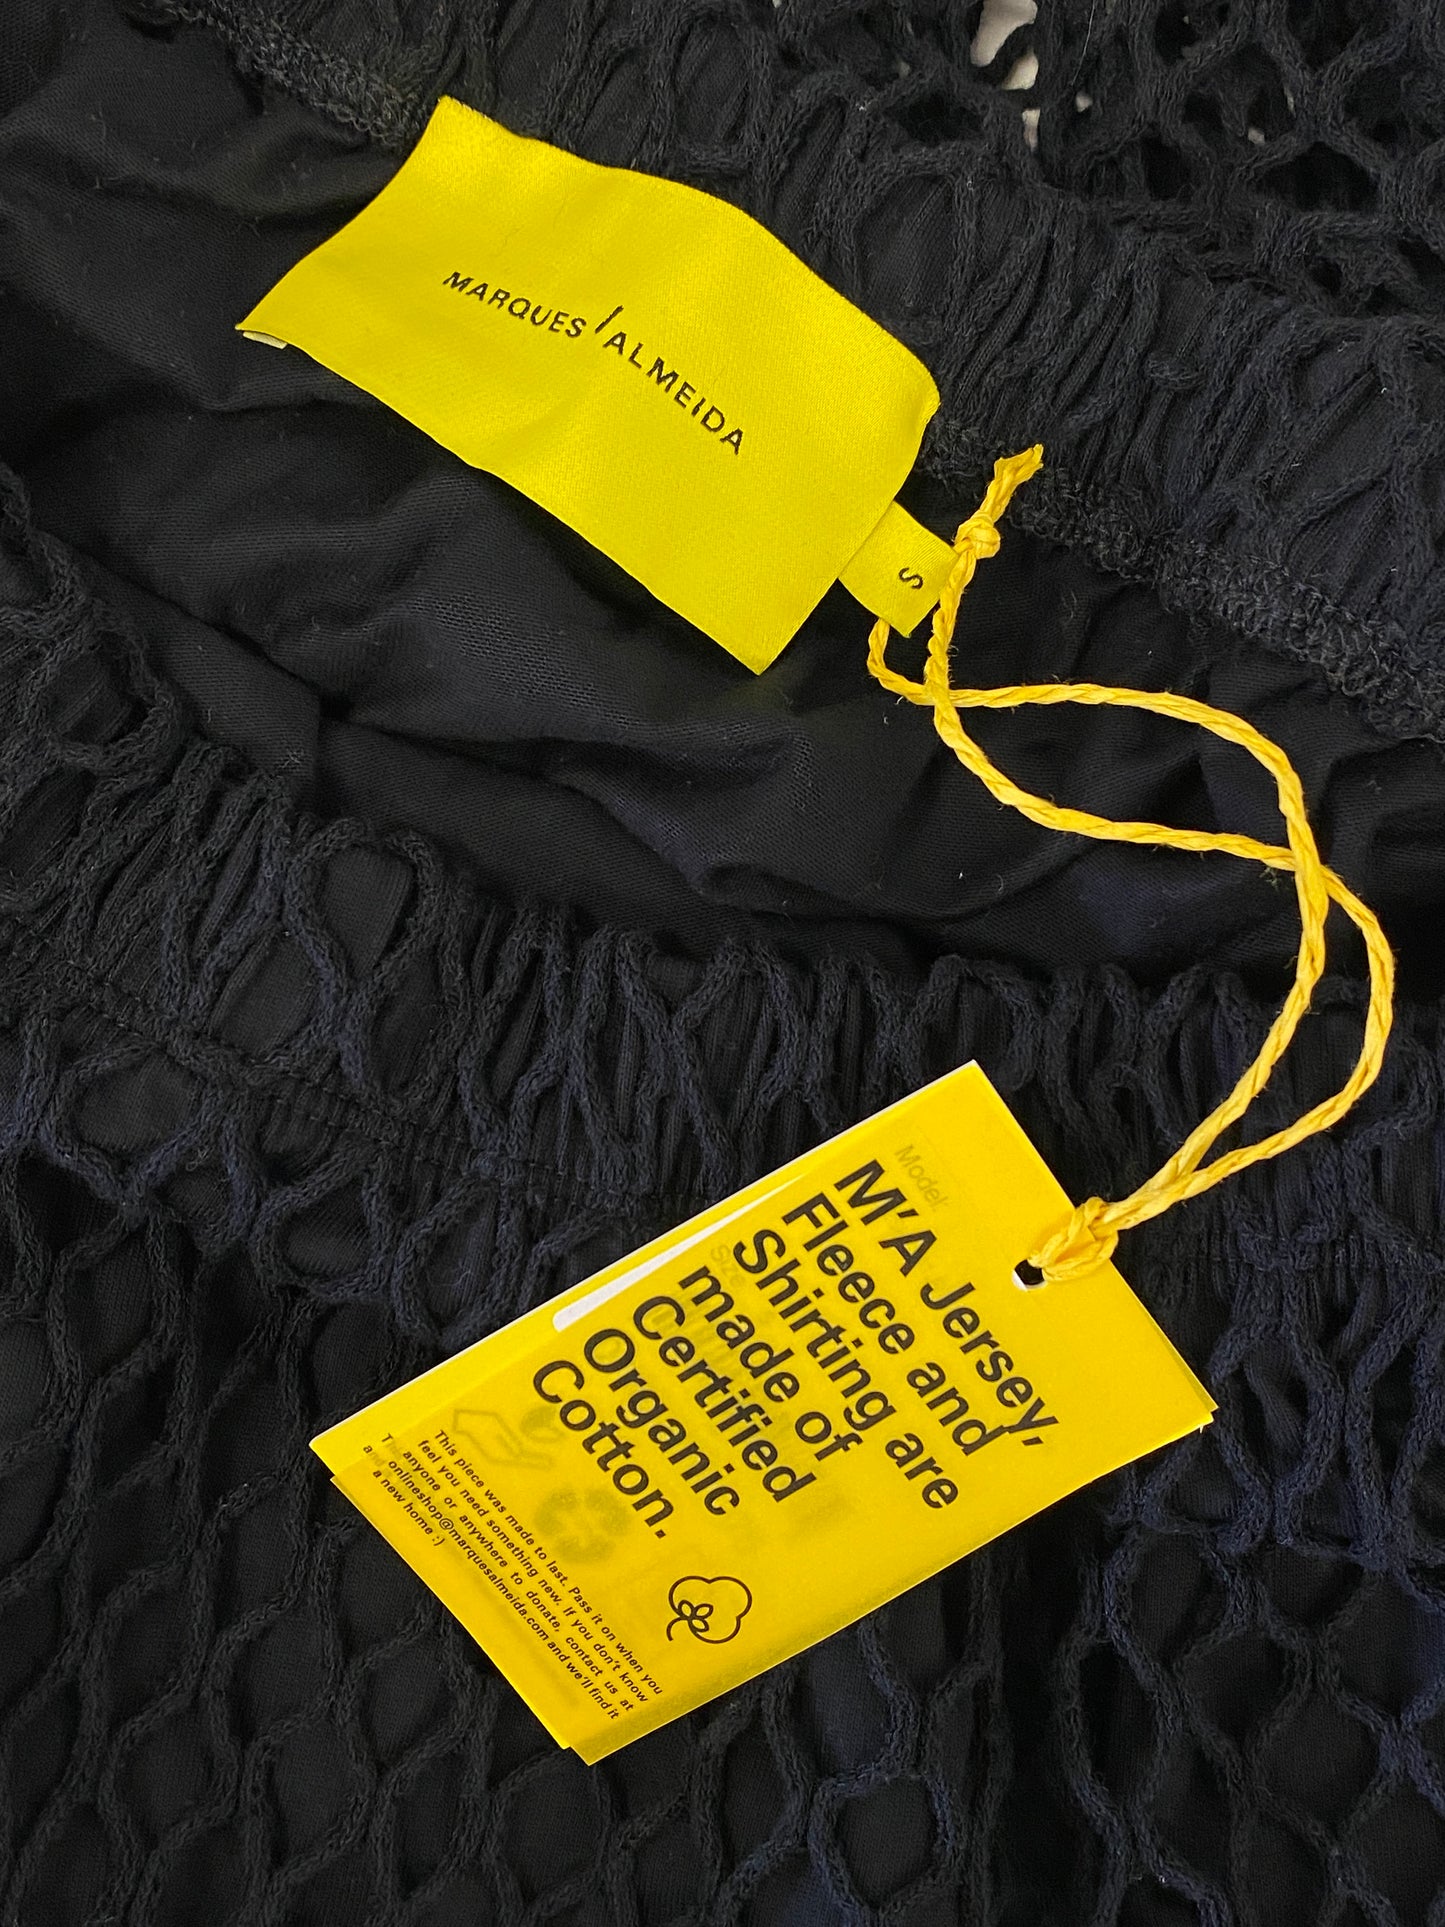 MARQUES / ALMEIDA
S
Model:
M'A Jersey,
Fleece and
Shirting are
made of
Certified
Organic
Cotton.
This piece was made to last. Pass it on when you
feel you need something new. If you don't know
anyone or anywhere to donate, contact us at
onlineshop@marquesalmeida.com and we'll find it
a new home :)